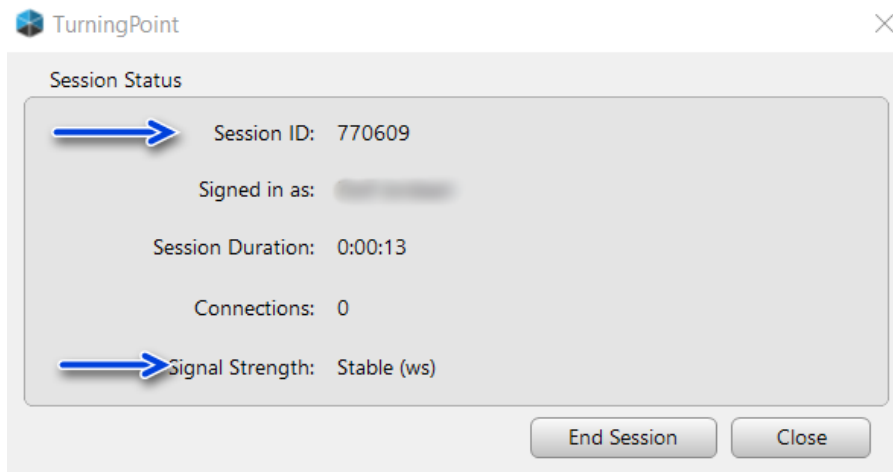 TurningPoint
Session Status
Session ID: 770609
Signed in as:
Session Duration: 0:00:13
Connections: 0
Signal Strength: Stable (ws)
End Session Close